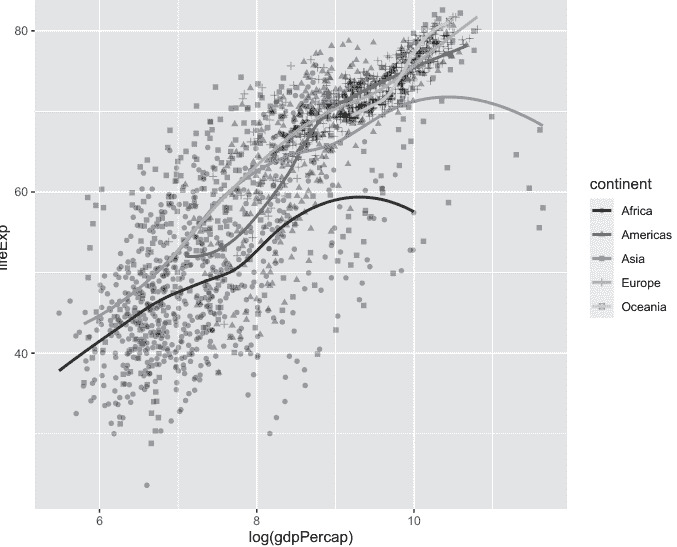 80
60
40
lifeExp
6
8
10
log(gdpPercap)
continent
Africa
Americas
Asia
Europe
Oceania